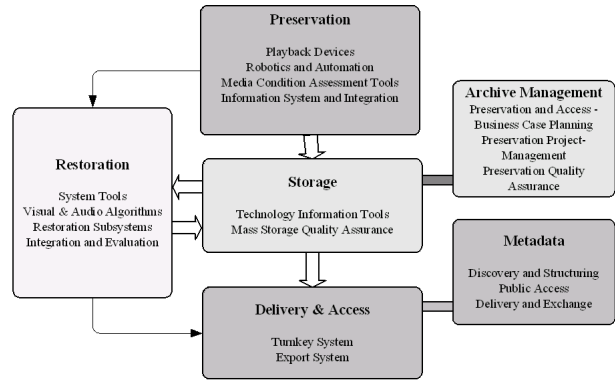 Preservation
Playback Devices
Robotics and Automation
Media Condition Assessment Tools
Information System and Integration
Archive Management
Preservation and Access -
Business Case Planning
Preservation Project-
Management
Preservation Quality
Assurance
Restoration
System Tools
Visual & Audio Algorithms
Restoration Subsystems
Integration and Evaluation
Storage
Technology Information Tools
Mass Storage Quality Assurance
Metadata
Discovery and Structuring
Public Access
Delivery and Exchange
Delivery & Access
Turnkey System
Export System